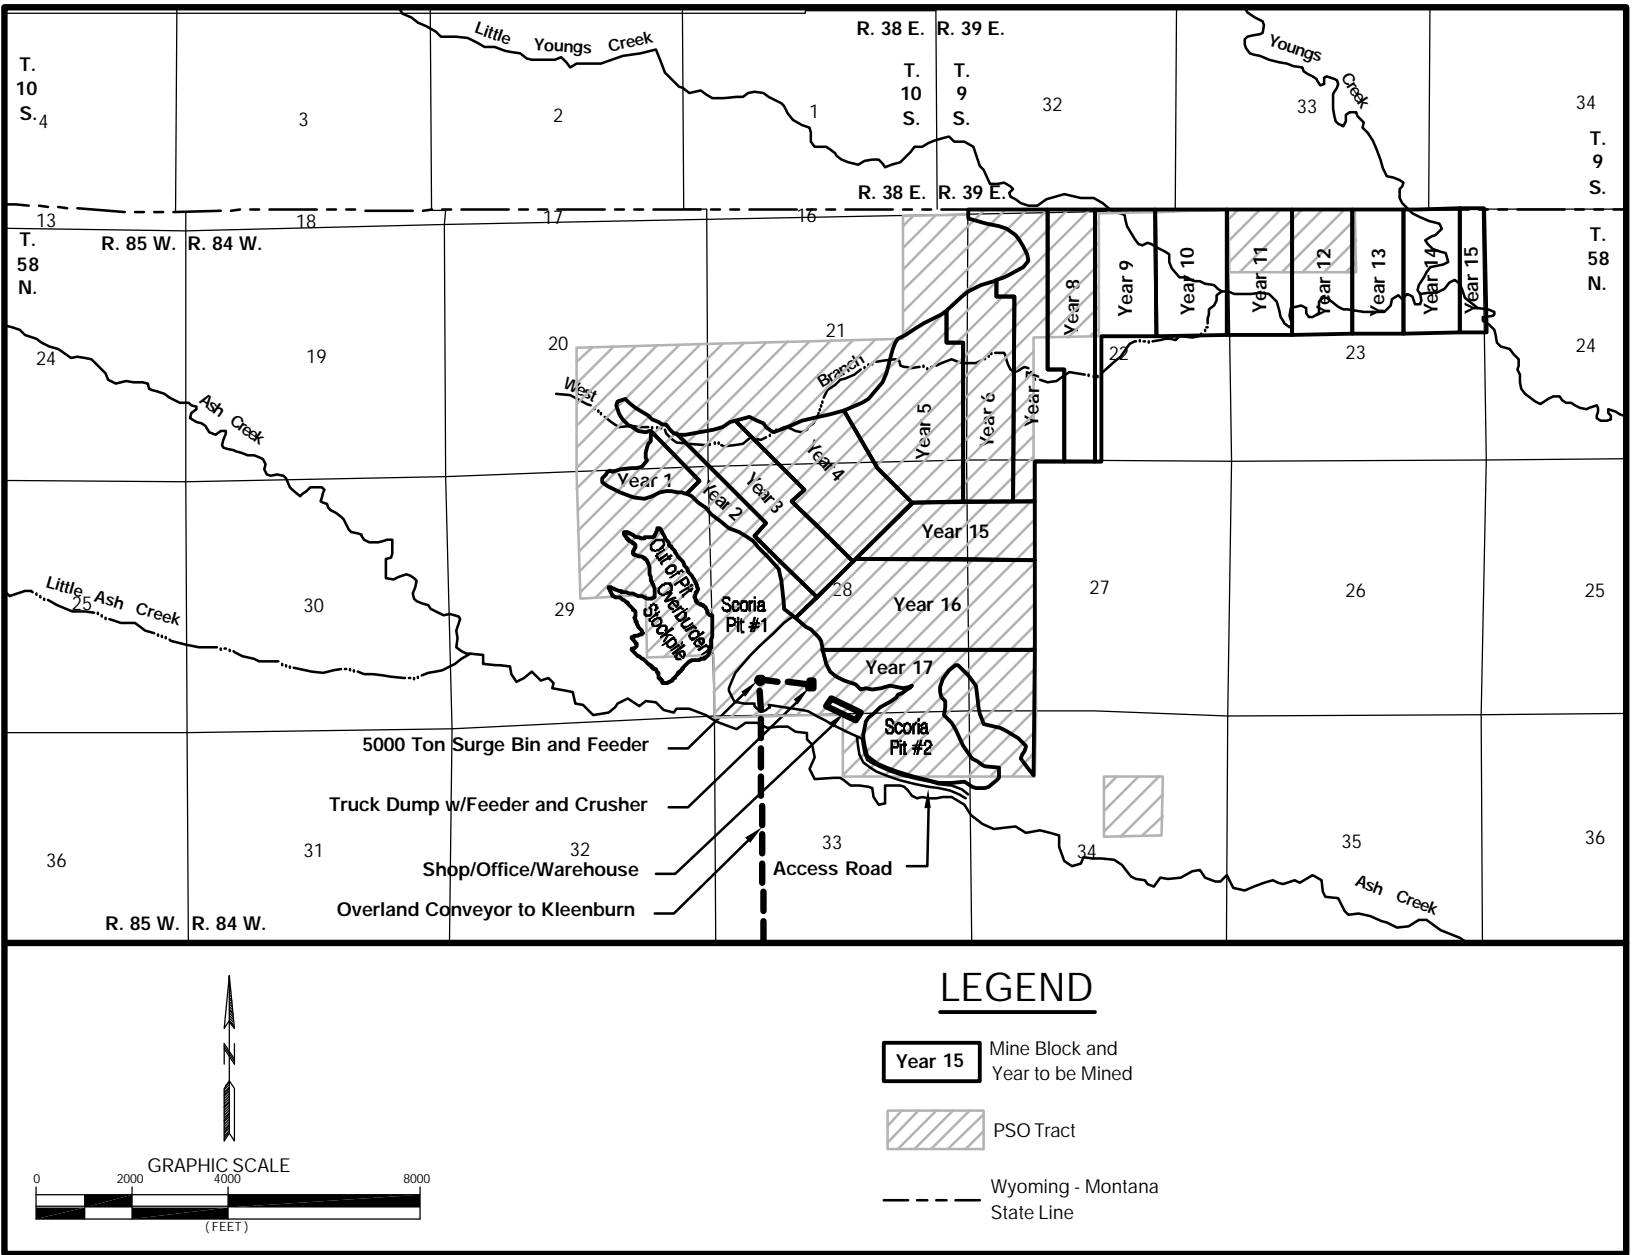 Little Youngs Creek
R. 38 E. R. 39 E.
Youngs Creek
T.
10
S.
T.
10
S.
T.
9
S.
T.
9
S.
4
3
2
1
32
33
34
R. 38 E. R. 39 E.
13
18
17
16
T.
58
N.
R. 85 W. R. 84 W.
T.
58
N.
Year 8
Year 9
Year 10
Year 11
Year 12
Year 13
Year 14
Year 15
24
19
20
21
22
23
24
West Branch
Ash Creek
Year 1
Year 2
Year 3
Year 4
Year 5
Year 6
Year 7
Year 15
Little Ash Creek
25
30
29
28
27
26
25
Out of Pit
Overburden
Stockpile
Scoria
Pit #1
Year 16
Year 17
Scoria
Pit #2
5000 Ton Surge Bin and Feeder
Truck Dump w/Feeder and Crusher
Shop/Office/Warehouse
Overland Conveyor to Kleenburn
Access Road
36
31
32
33
34
35
36
Ash Creek
R. 85 W. R. 84 W.
N
GRAPHIC SCALE
0 2000 4000 8000
(FEET)
LEGEND
Year 15
Mine Block and
Year to be Mined
PSO Tract
Wyoming - Montana
State Line